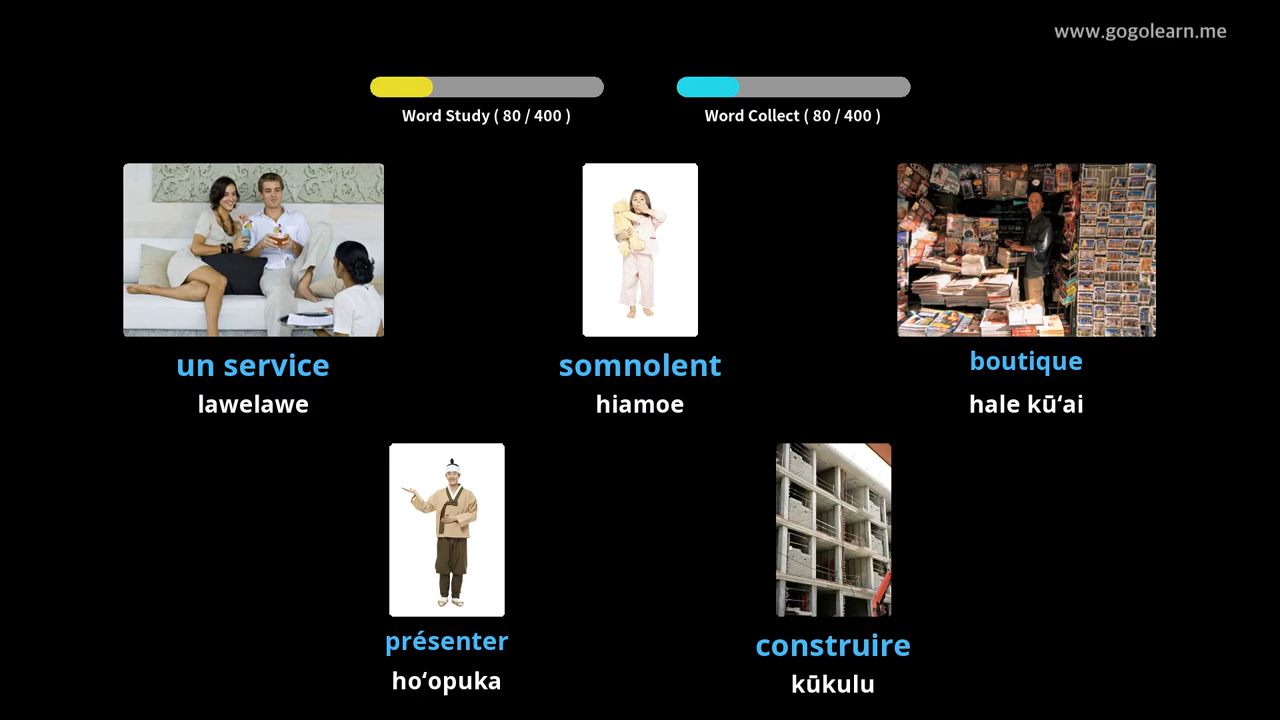 www.gogolearn.me
Word Study ( 80 / 400 )
Word Collect ( 80 / 400 )
un service
lawelawe
somnolent
hiamoe
boutique
hale kūʻai
présenter
hoʻopuka
construire
kūkulu